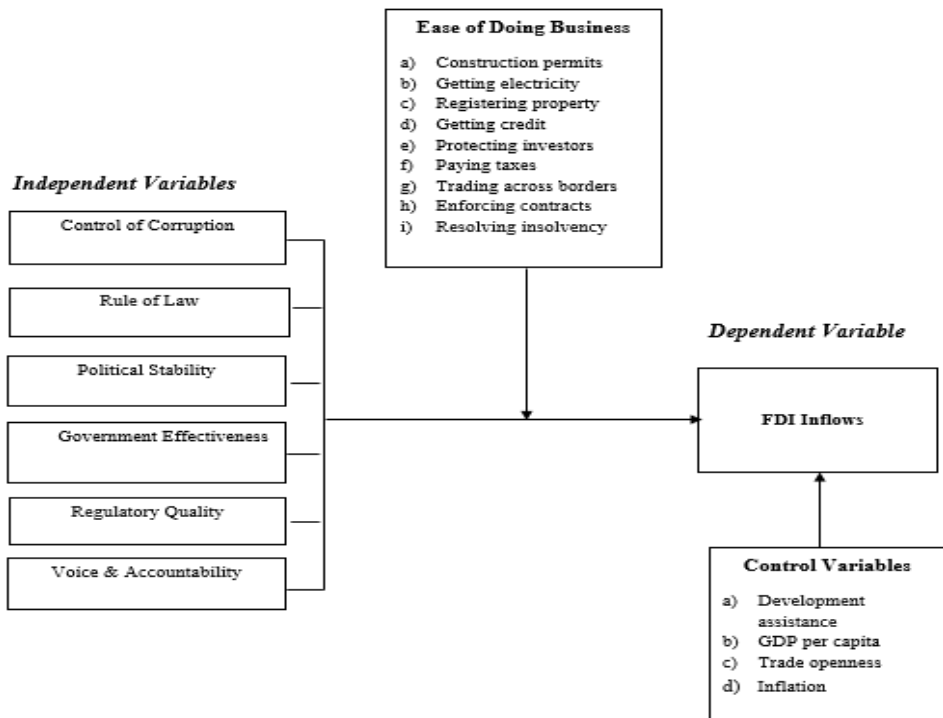 Ease of Doing Business
a) Construction permits
b) Getting electricity
c) Registering property
d) Getting credit
e) Protecting investors
f) Paying taxes
g) Trading across borders
h) Enforcing contracts
i) Resolving insolvency
Independent Variables
Control of Corruption
Rule of Law
Political Stability
Government Effectiveness
Regulatory Quality
Voice & Accountability
Dependent Variable
FDI Inflows
Control Variables
a) Development
assistance
b) GDP per capita
c) Trade openness
d) Inflation